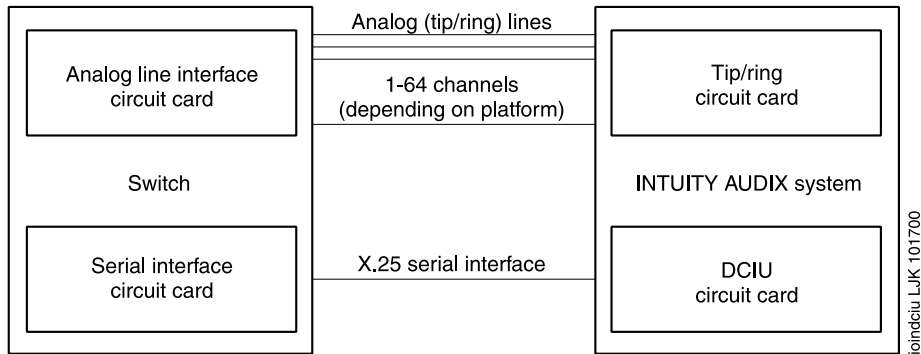 Analog (tip/ring) lines
Analog line interface
circuit card
1-64 channels
(depending on platform)
Tip/ring
circuit card
Switch
INTUITY AUDIX system
Serial interface
circuit card
X.25 serial interface
DCIU
circuit card
joindciu LJK 101700